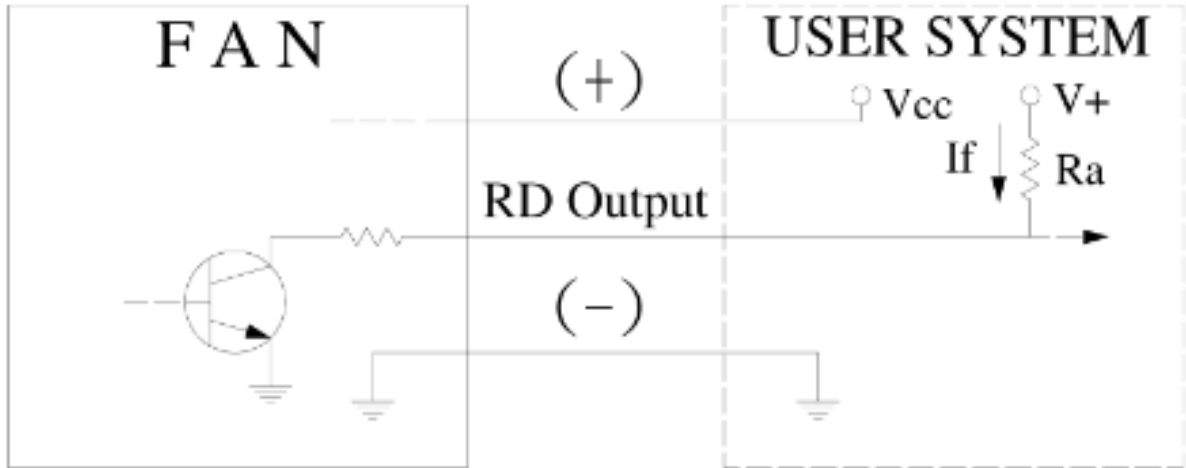 F A N
USER SYSTEM
(+)
Vcc
V+
If
Ra
RD Output
(-)